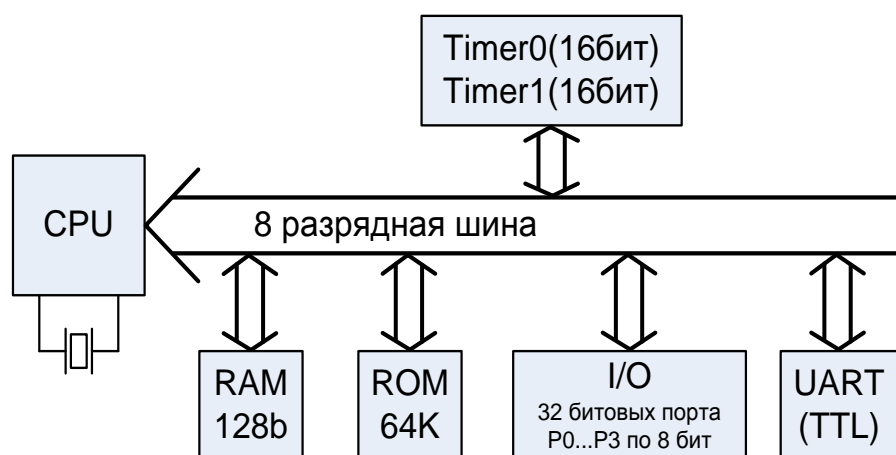 Timer0(16бит)
Timer1(16бит)
CPU
8 разрядная шина
RAM
128b
ROM
64K
I/O
32 битовых порта
P0...P3 по 8 бит
UART
(TTL)